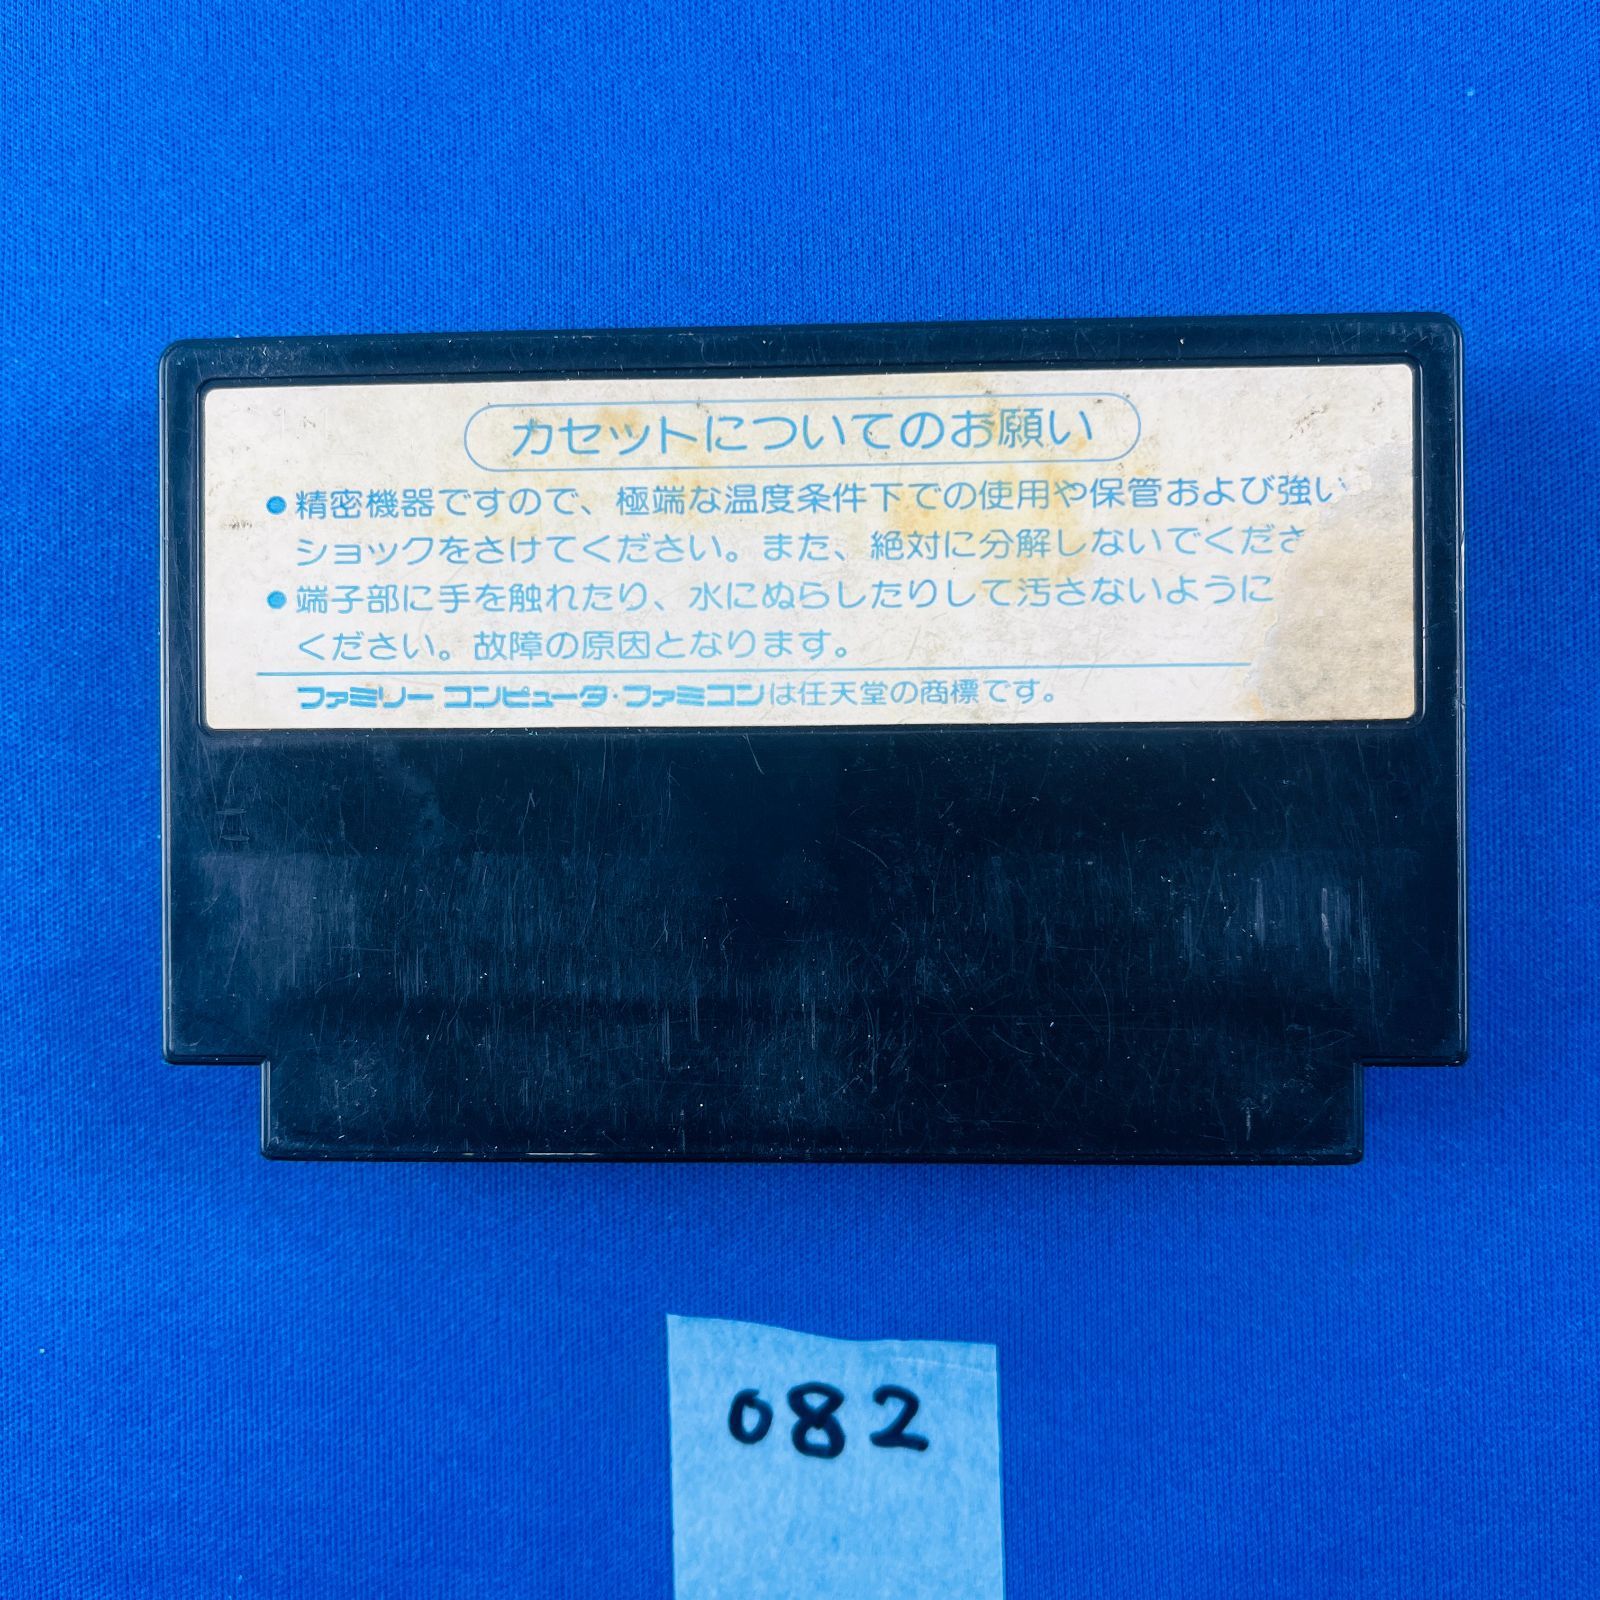 カセットについてのお願い
●精密機器ですので、極端な温度条件下での使用や保管および強い
ショックをさけてください。また、絶対に分解しないでくださ
●端子部に手を触れたり、水にぬらしたりして汚さないように
ください。故障の原因となります。
ファミリーコンピュータ・ファミコンは任天堂の商標です。
082